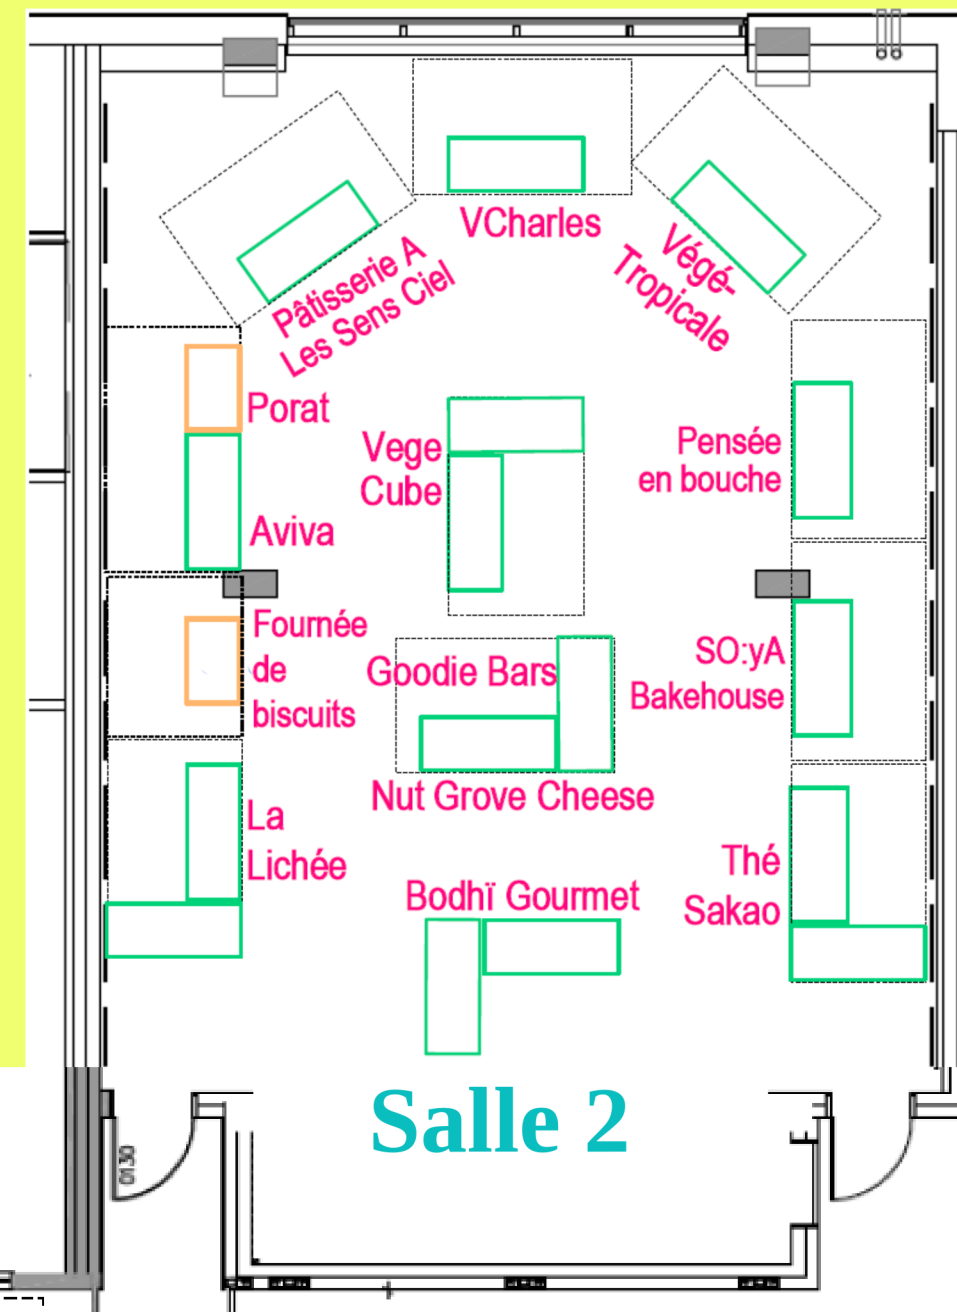 VCharles
Pâtisserie A
Les Sens Ciel
Végé-
Tropicale
Porat
Vege
Cube
Pensée
en bouche
Aviva
Fournée
de
biscuits
Goodie Bars
SO:yA
Bakehouse
Nut Grove Cheese
La
Lichée
Thé
Sakao
Bodhï Gourmet
Salle 2
0130